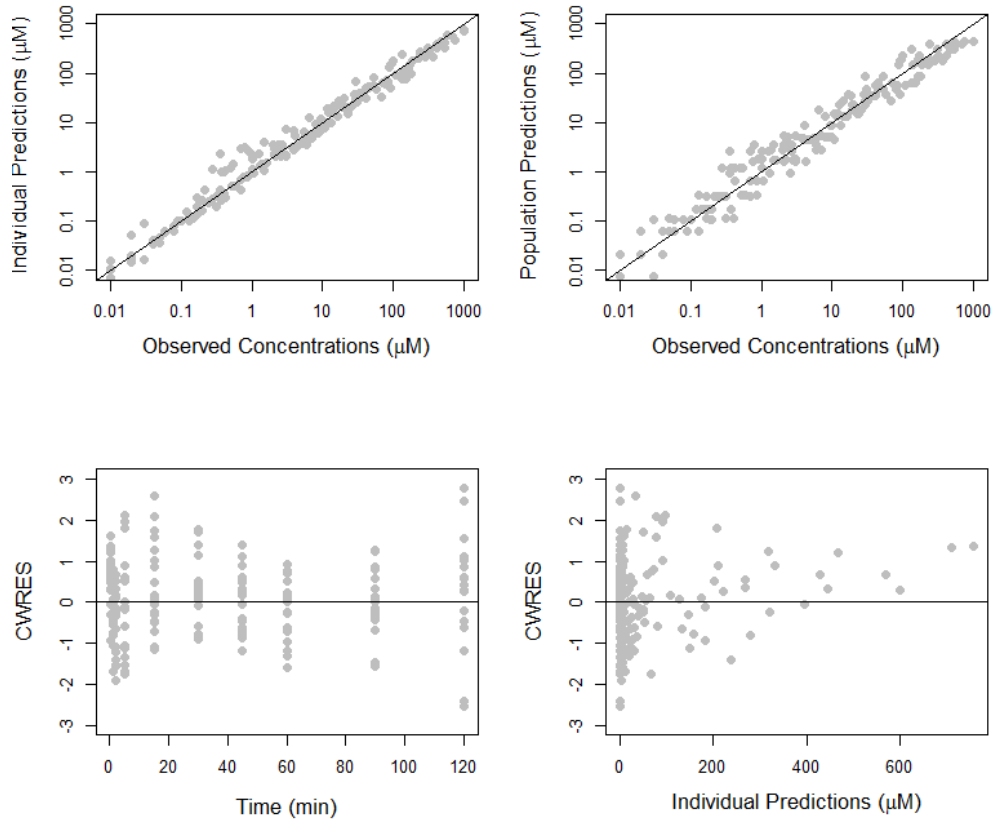 Individual Predictions (μM)
1000
100
10
1
0.1
0.01
0.01 0.1 1 10 100 1000
Observed Concentrations (μM)
Population Predictions (μM)
1000
100
10
1
0.1
0.01
0.01 0.1 1 10 100 1000
Observed Concentrations (μM)
CWRES
3
2
1
0
-1
-2
-3
0 20 40 60 80 100 120
Time (min)
CWRES
3
2
1
0
-1
-2
-3
0 200 400 600
Individual Predictions (μM)